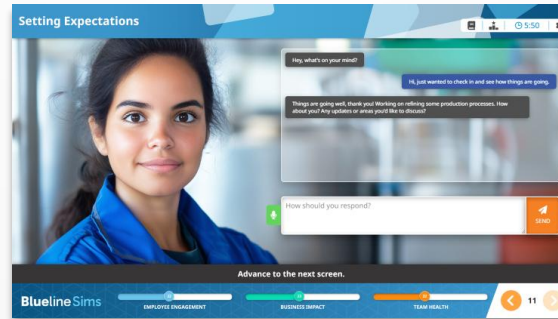 Setting Expectations
5:50
Hey, what's on your mind?
Hi, just wanted to check in and see how things are going.
Things are going well, thank you! Working on refining some production processes. How
about you? Any updates or areas you'd like to discuss?
How should you respond?
SEND
Advance to the next screen.
BluelineSims
EMPLOYEE ENGAGEMENT
BUSINESS IMPACT
TEAM HEALTH
11